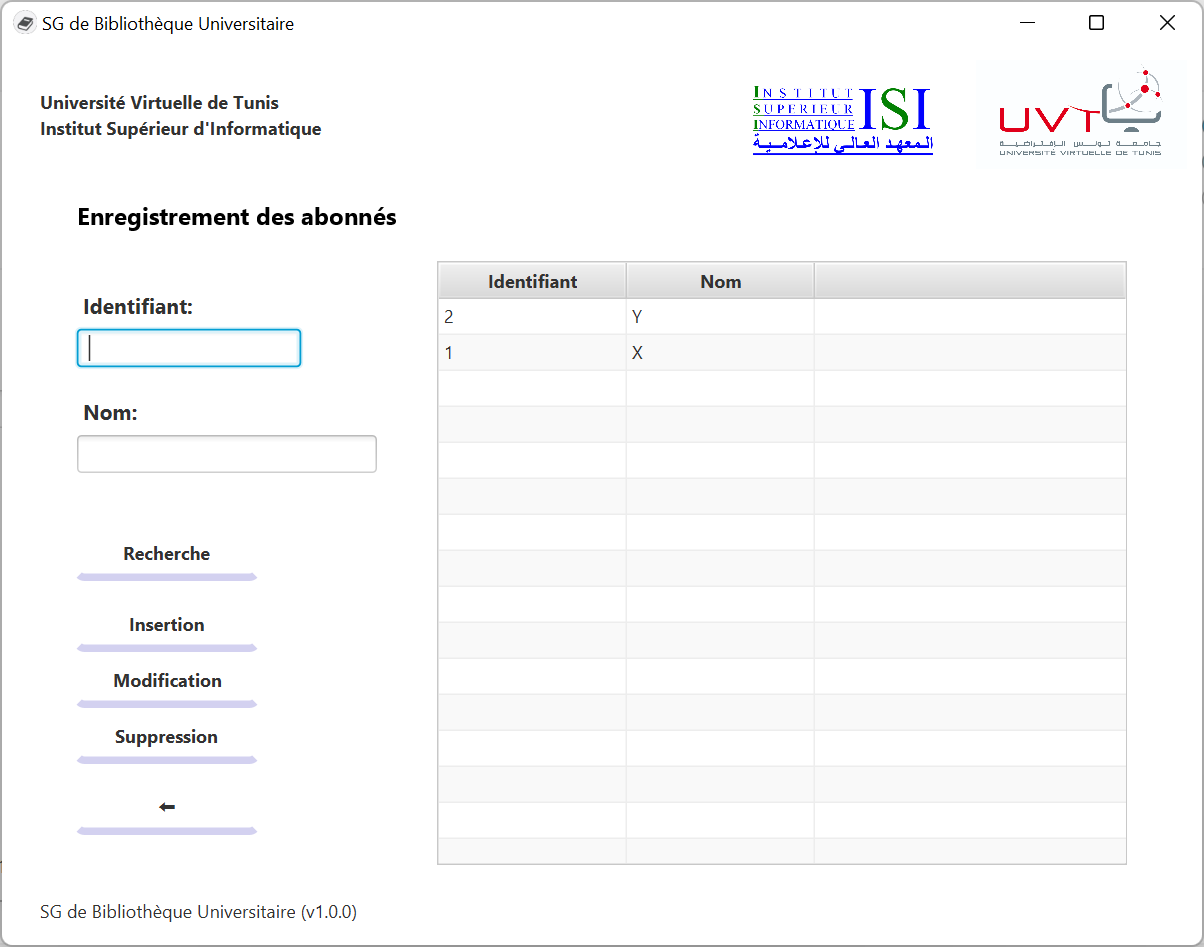 SG de Bibliothèque Universitaire
Université Virtuelle de Tunis
Institut Supérieur d'Informatique
INSTITUT
SUPERIEUR
INFORMATIQUE
ISI
المعهد العالي للإعلامية
UVT
جامعة تونس الإفتراضية
UNIVERSITÉ VIRTUELLE DE TUNIS
Enregistrement des abonnés
Identifiant:
Nom:
Recherche
Insertion
Modification
Suppression
←
Identifiant Nom
2 Y
1 X
SG de Bibliothèque Universitaire (v1.0.0)